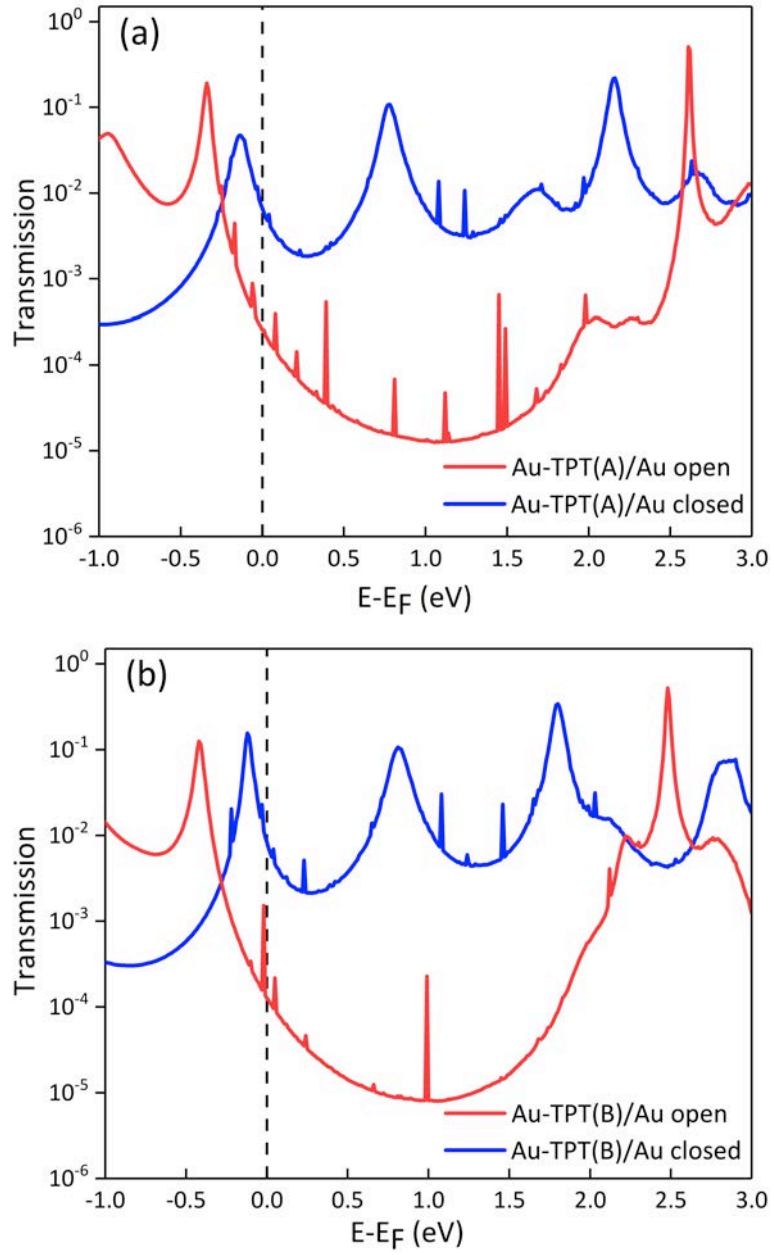 (a)
10⁰
10⁻¹
10⁻²
10⁻³
10⁻⁴
10⁻⁵
10⁻⁶
Transmission
Au-TPT(A)/Au open
Au-TPT(A)/Au closed
-1.0 -0.5 0.0 0.5 1.0 1.5 2.0 2.5 3.0
E-E_F (eV)
(b)
10⁰
10⁻¹
10⁻²
10⁻³
10⁻⁴
10⁻⁵
10⁻⁶
Transmission
Au-TPT(B)/Au open
Au-TPT(B)/Au closed
-1.0 -0.5 0.0 0.5 1.0 1.5 2.0 2.5 3.0
E-E_F (eV)